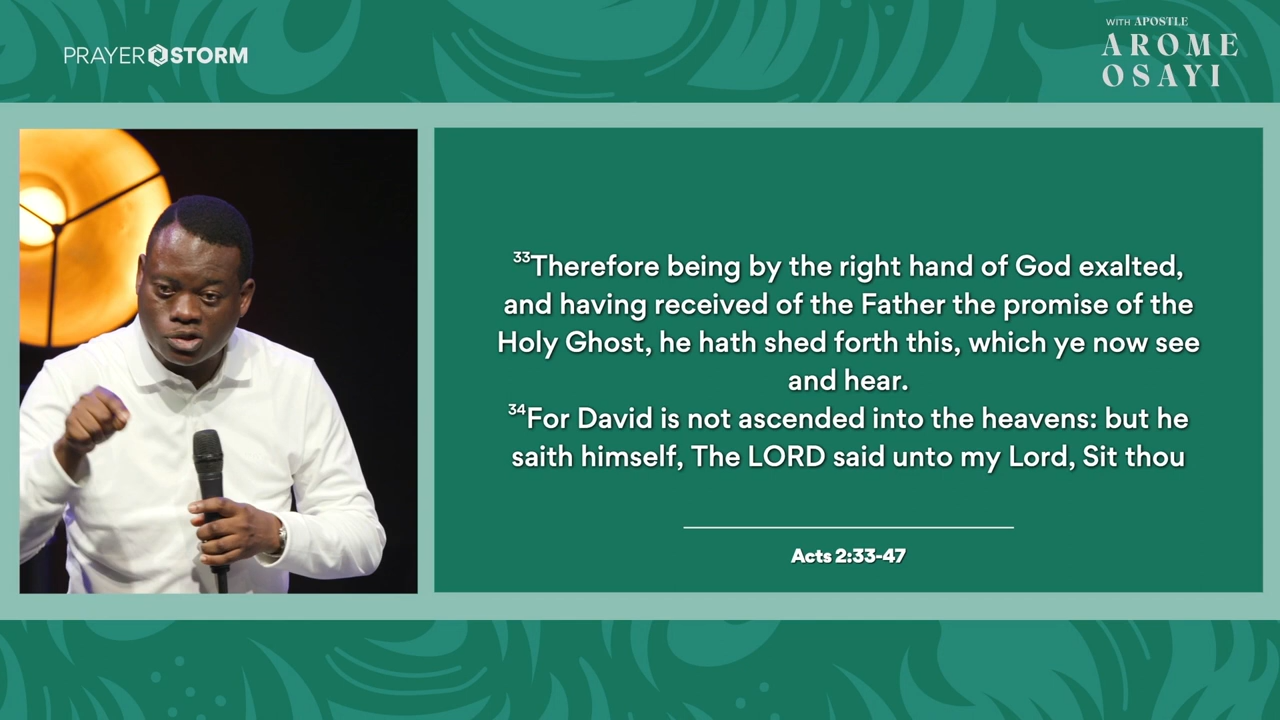 PRAYER STORM
WITH APOSTLE
AROME
OSAYI
³³Therefore being by the right hand of God exalted,
and having received of the Father the promise of the
Holy Ghost, he hath shed forth this, which ye now see
and hear.
³⁴For David is not ascended into the heavens: but he
saith himself, The LORD said unto my Lord, Sit thou
Acts 2:33-47